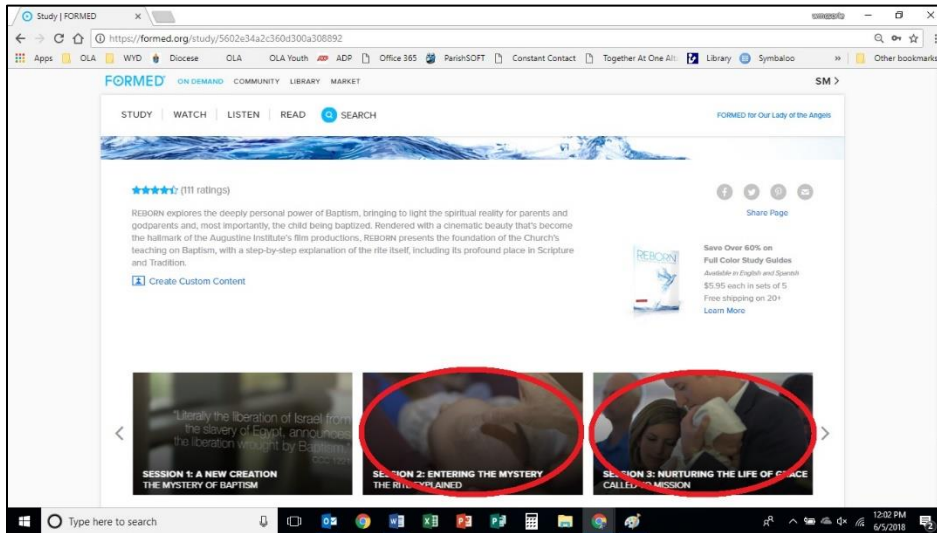 Study | FORMED
https://formed.org/study/5602e34a2c360d300a308892
Apps OLA WYD Diocese OLA OLA Youth ADP Office 365 ParishSOFT Constant Contact Together At One Alt Library Symbaloo » Other bookmarks
FORMED ON DEMAND COMMUNITY LIBRARY MARKET SM >
STUDY WATCH LISTEN READ SEARCH FORMED for Our Lady of the Angels
(111 ratings)
REBORN explores the deeply personal power of Baptism, bringing to light the spiritual reality for parents and
godparents and, most importantly, the child being baptized. Rendered with a cinematic beauty that's become
the hallmark of the Augustine Institute's film productions, REBORN presents the foundation of the Church's
teaching on Baptism, with a step-by-step explanation of the rite itself, including its profound place in Scripture
and Tradition.
Create Custom Content
Share Page
REBORN
Save Over 60% on
Full Color Study Guides
Available in English and Spanish
$5.95 each in sets of 5
Free shipping on 20+
Learn More
"Literally the liberation of Israel from
the slavery of Egypt, announces
the liberation wrought by Baptism."
CCC 1221
SESSION 1: A NEW CREATION
THE MYSTERY OF BAPTISM
SESSION 2: ENTERING THE MYSTERY
THE RITE EXPLAINED
SESSION 3: NURTURING THE LIFE OF GRACE
CALLED TO MISSION
Type here to search
12:02 PM
6/5/2018